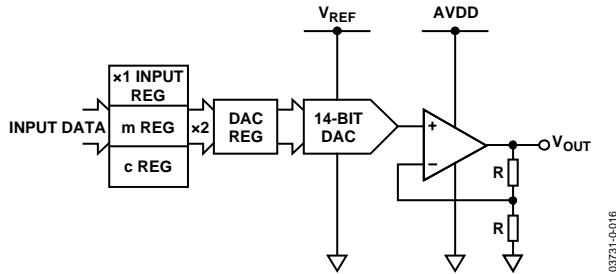 VREF
AVDD
×1 INPUT
REG
INPUT DATA
m REG
×2
DAC
REG
14-BIT
DAC
+
–
VOUT
c REG
R
R
03731-0-016